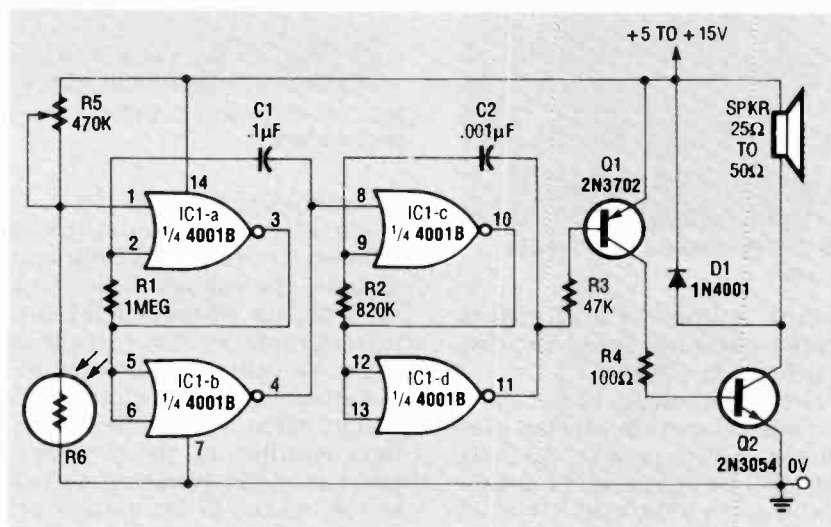 +5 TO +15V
R5
470K
C1
.1µF
C2
.001µF
SPKR
25Ω
TO
50Ω
Q1
2N3702
14
1
IC1-a
3
2
1/4 4001B
8
IC1-c
10
9
1/4 4001B
R1
1MEG
R2
820K
R3
47K
D1
1N4001
5
IC1-b
4
6
1/4 4001B
7
12
IC1-d
11
13
1/4 4001B
R4
100Ω
R6
Q2
2N3054
0V